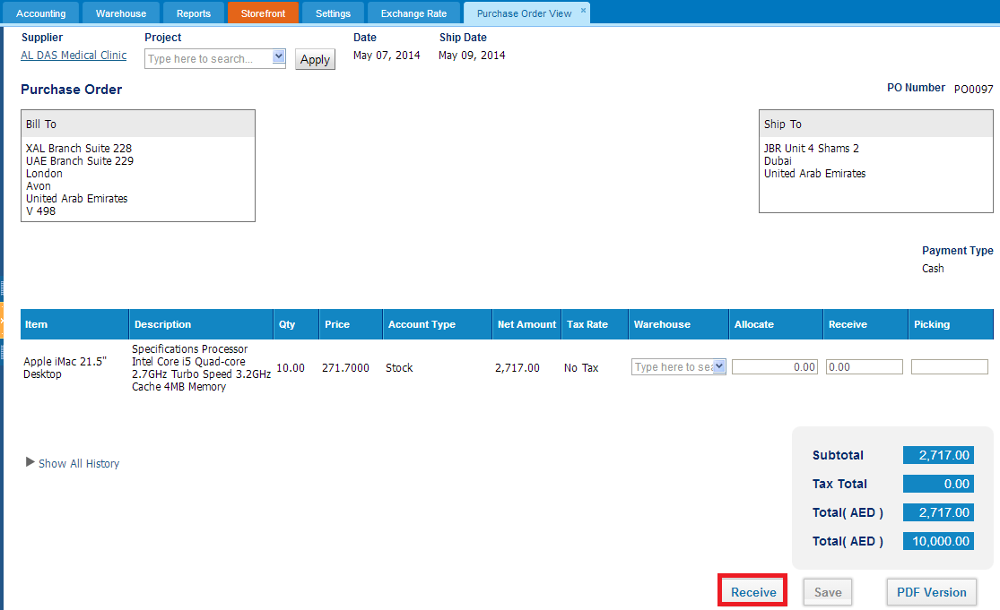 Accounting Warehouse Reports Storefront Settings Exchange Rate Purchase Order View ×
Supplier Project Date Ship Date
AL DAS Medical Clinic Type here to search... Apply May 07, 2014 May 09, 2014
Purchase Order PO Number PO0097
Bill To
XAL Branch Suite 228
UAE Branch Suite 229
London
Avon
United Arab Emirates
V 498
Ship To
JBR Unit 4 Shams 2
Dubai
United Arab Emirates
Payment Type
Cash
Item Description Qty Price Account Type Net Amount Tax Rate Warehouse Allocate Receive Picking
Apple iMac 21.5"
Desktop
Specifications Processor
Intel Core i5 Quad-core
2.7GHz Turbo Speed 3.2GHz
Cache 4MB Memory
10.00 271.7000 Stock 2,717.00 No Tax Type here to sea 0.00 0.00
Show All History
Subtotal 2,717.00
Tax Total 0.00
Total( AED ) 2,717.00
Total( AED ) 10,000.00
Receive Save PDF Version